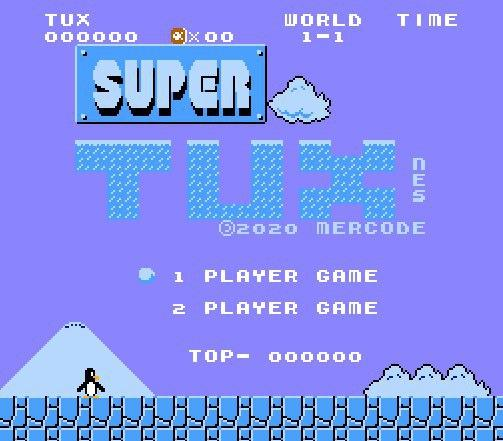 TUX WORLD TIME
000000 ×00 1-1
SUPER
TUX
NES
©2020 MERCODE
1 PLAYER GAME
2 PLAYER GAME
TOP- 000000